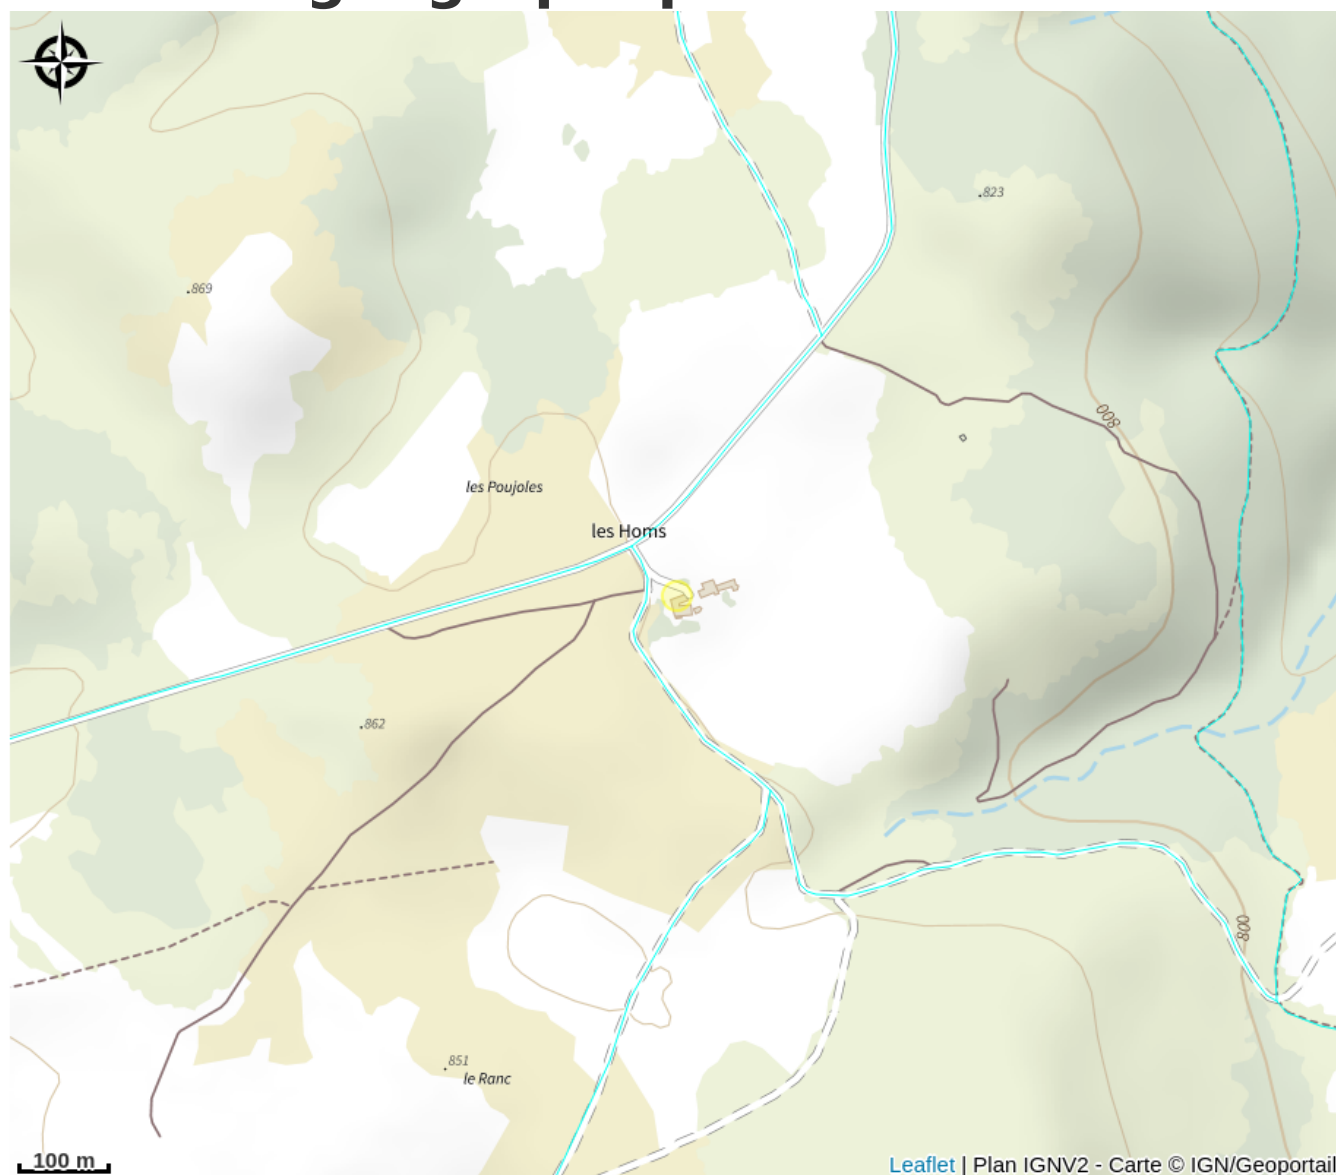 823
869
800
les Poujoles
les Homs
862
800
851
le Ranc
100 m
Leaflet | Plan IGNV2 - Carte © IGN/Geoportail